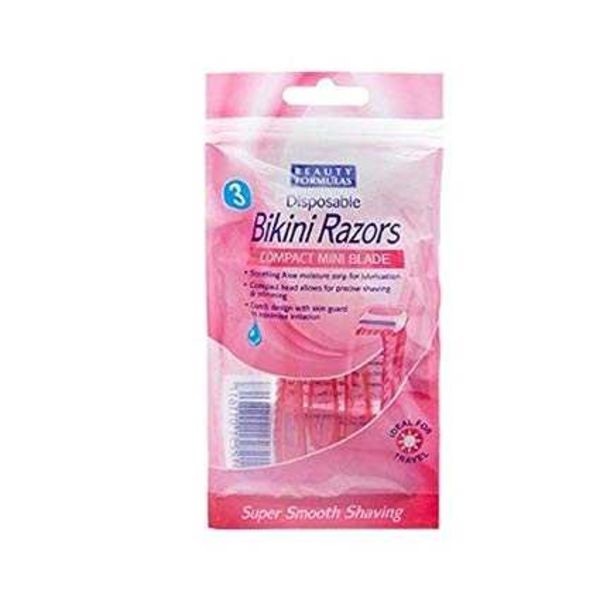 BEAUTY
FORMULAS
3
Disposable
Bikini Razors
COMPACT MINI BLADE
• Soothing Aloe moisture strip for lubrication
• Compact head allows for precise shaving
& trimming
• Comb design with skin guard
to minimise irritation
IDEAL FOR
TRAVEL
Super Smooth Shaving